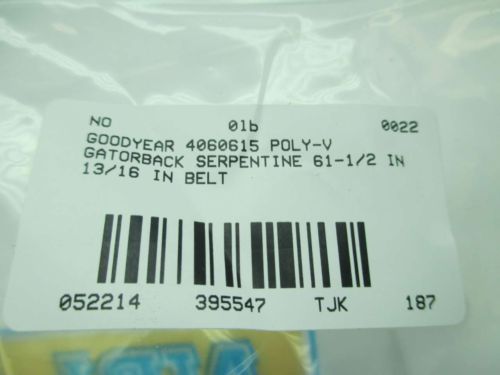 NO 01b 0022
GOODYEAR 4060615 POLY-V
GATORBACK SERPENTINE 61-1/2 IN
13/16 IN BELT
052214 395547 TJK 187